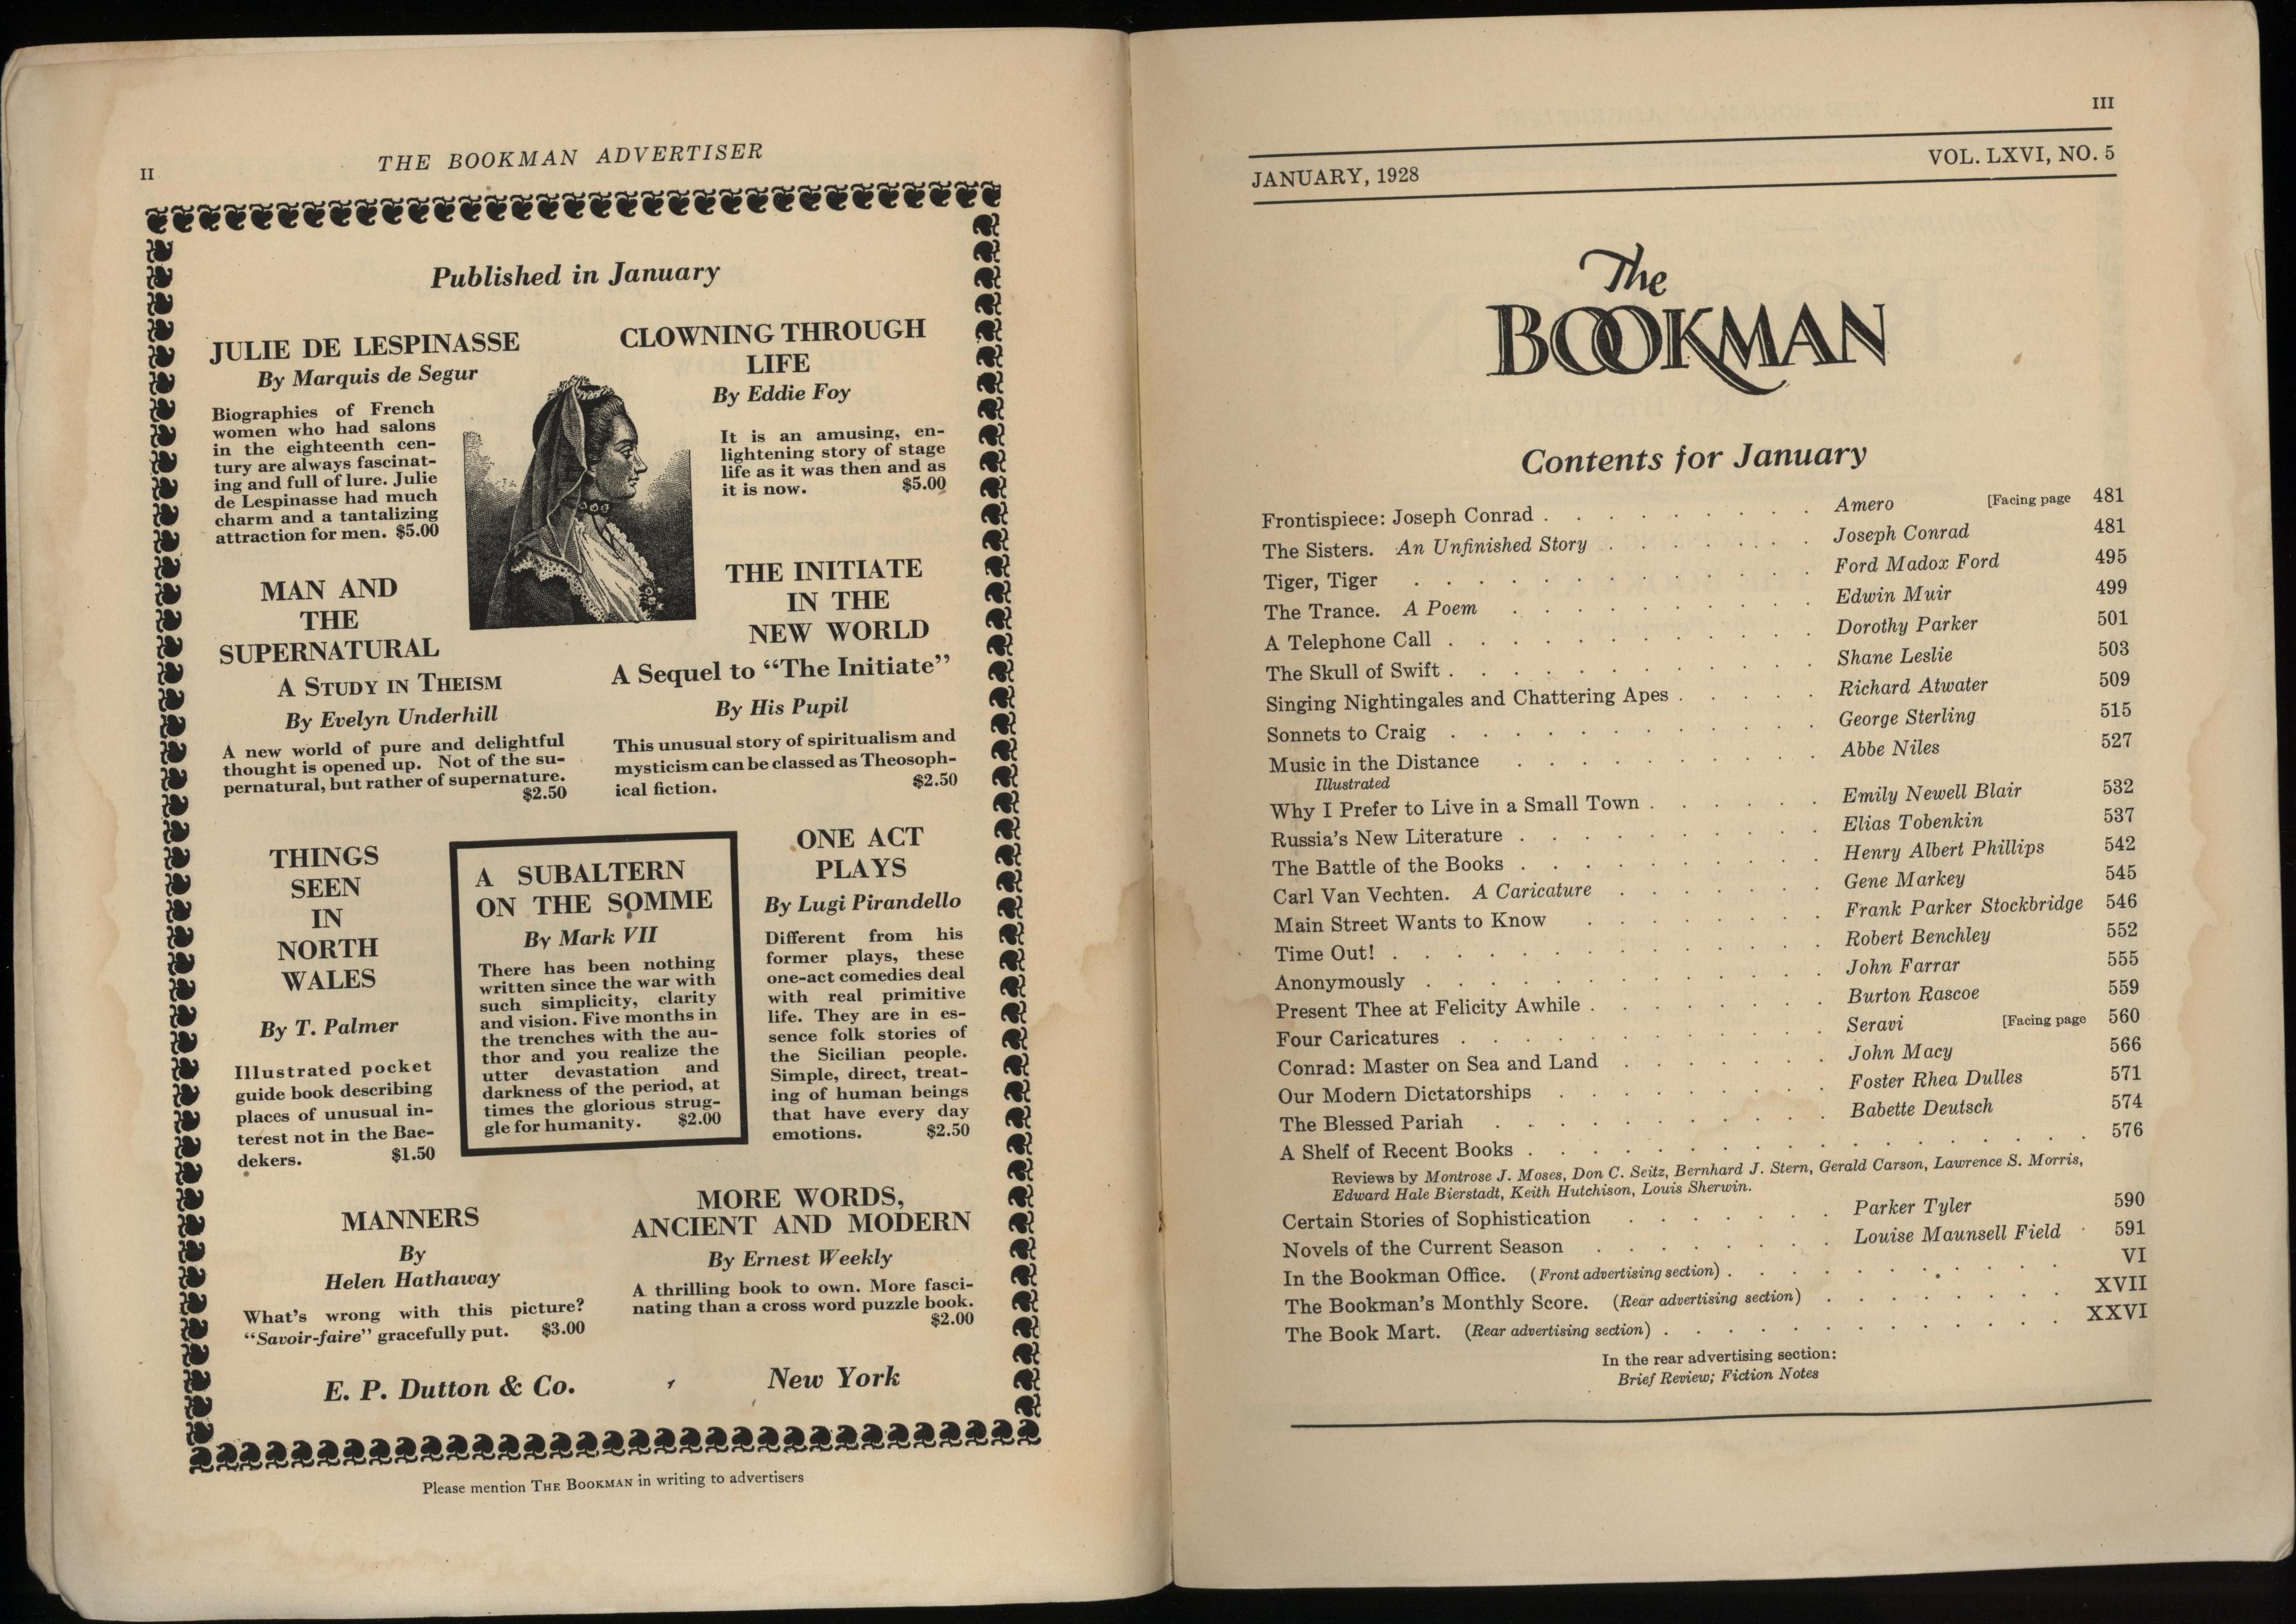 II
THE BOOKMAN ADVERTISER
Published in January
JULIE DE LESPINASSE
By Marquis de Segur
Biographies of French
women who had salons
in the eighteenth cen-
tury are always fascinat-
ing and full of lure. Julie
de Lespinasse had much
charm and a tantalizing
attraction for men. $5.00
CLOWNING THROUGH
LIFE
By Eddie Foy
It is an amusing, en-
lightening story of stage
life as it was then and as
it is now. $5.00
MAN AND
THE
SUPERNATURAL
A STUDY IN THEISM
By Evelyn Underhill
A new world of pure and delightful
thought is opened up. Not of the su-
pernatural, but rather of supernature.
$2.50
THE INITIATE
IN THE
NEW WORLD
A Sequel to “The Initiate”
By His Pupil
This unusual story of spiritualism and
mysticism can be classed as Theosoph-
ical fiction. $2.50
THINGS
SEEN
IN
NORTH
WALES
By T. Palmer
Illustrated pocket
guide book describing
places of unusual in-
terest not in the Bae-
dekers. $1.50
A SUBALTERN
ON THE SOMME
By Mark VII
There has been nothing
written since the war with
such simplicity, clarity
and vision. Five months in
the trenches with the au-
thor and you realize the
utter devastation and
darkness of the period, at
times the glorious strug-
gle for humanity. $2.00
ONE ACT
PLAYS
By Lugi Pirandello
Different from his
former plays, these
one-act comedies deal
with real primitive
life. They are in es-
sence folk stories of
the Sicilian people.
Simple, direct, treat-
ing of human beings
that have every day
emotions. $2.50
MANNERS
By
Helen Hathaway
What’s wrong with this picture?
“Savoir-faire” gracefully put. $3.00
MORE WORDS,
ANCIENT AND MODERN
By Ernest Weekly
A thrilling book to own. More fasci-
nating than a cross word puzzle book.
$2.00
E. P. Dutton & Co. New York
Please mention THE BOOKMAN in writing to advertisers
III
JANUARY, 1928 VOL. LXVI, NO. 5
The
BOOKMAN
Contents for January
Frontispiece: Joseph Conrad . . . . . . . . . Amero [Facing page 481
The Sisters. An Unfinished Story . . . . . . . Joseph Conrad 481
Tiger, Tiger . . . . . . . . . . . . Ford Madox Ford 495
The Trance. A Poem . . . . . . . . . Edwin Muir 499
A Telephone Call . . . . . . . . . . . Dorothy Parker 501
The Skull of Swift . . . . . . . . . . . Shane Leslie 503
Singing Nightingales and Chattering Apes . . . . . Richard Atwater 509
Sonnets to Craig . . . . . . . . . . . George Sterling 515
Music in the Distance . . . . . . . . . Abbe Niles 527
Illustrated
Why I Prefer to Live in a Small Town . . . . . . Emily Newell Blair 532
Russia’s New Literature . . . . . . . . . Elias Tobenkin 537
The Battle of the Books . . . . . . . . . Henry Albert Phillips 542
Carl Van Vechten. A Caricature . . . . . . . Gene Markey 545
Main Street Wants to Know . . . . . . . Frank Parker Stockbridge 546
Time Out! . . . . . . . . . . . . . Robert Benchley 552
Anonymously . . . . . . . . . . . . John Farrar 555
Present Thee at Felicity Awhile . . . . . . . Burton Rascoe 559
Four Caricatures . . . . . . . . . . . Seravi [Facing page 560
Conrad: Master on Sea and Land . . . . . . John Macy 566
Our Modern Dictatorships . . . . . . . . Foster Rhea Dulles 571
The Blessed Pariah . . . . . . . . . . Babette Deutsch 574
A Shelf of Recent Books . . . . . . . . . . . . . . . 576
Reviews by Montrose J. Moses, Don C. Seitz, Bernhard J. Stern, Gerald Carson, Lawrence S. Morris,
Edward Hale Bierstadt, Keith Hutchison, Louis Sherwin.
Certain Stories of Sophistication . . . . . . Parker Tyler 590
Novels of the Current Season . . . . . . . Louise Maunsell Field 591
In the Bookman Office. (Front advertising section) . . . . . . . . . VI
The Bookman’s Monthly Score. (Rear advertising section) . . . . . . . XVII
The Book Mart. (Rear advertising section) . . . . . . . . . . . XXVI
In the rear advertising section:
Brief Review; Fiction Notes